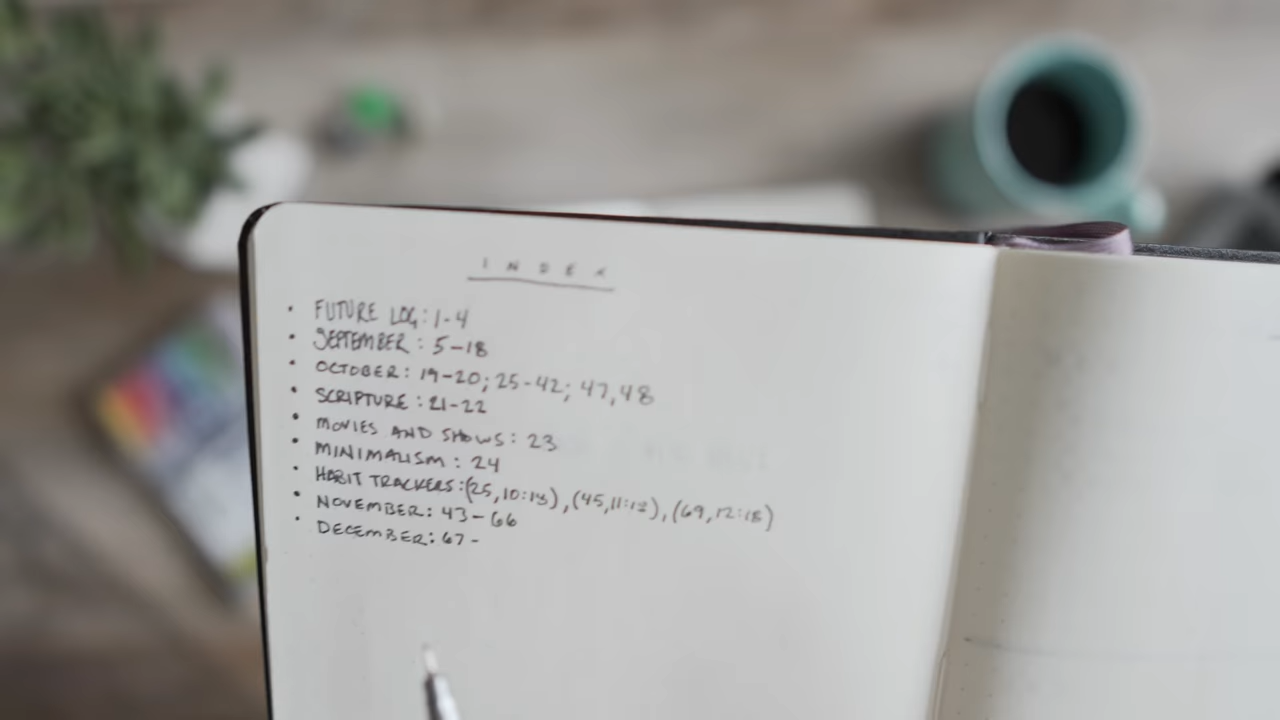 INDEX
• FUTURE LOG: 1-4
• SEPTEMBER: 5-18
• OCTOBER: 19-20; 25-42; 47,48
• SCRIPTURE: 21-22
• MOVIES AND SHOWS: 23
• MINIMALISM: 24
• HABIT TRACKERS: (25,10:18), (45,11:18), (69,12:18)
• NOVEMBER: 43-66
• DECEMBER: 67-